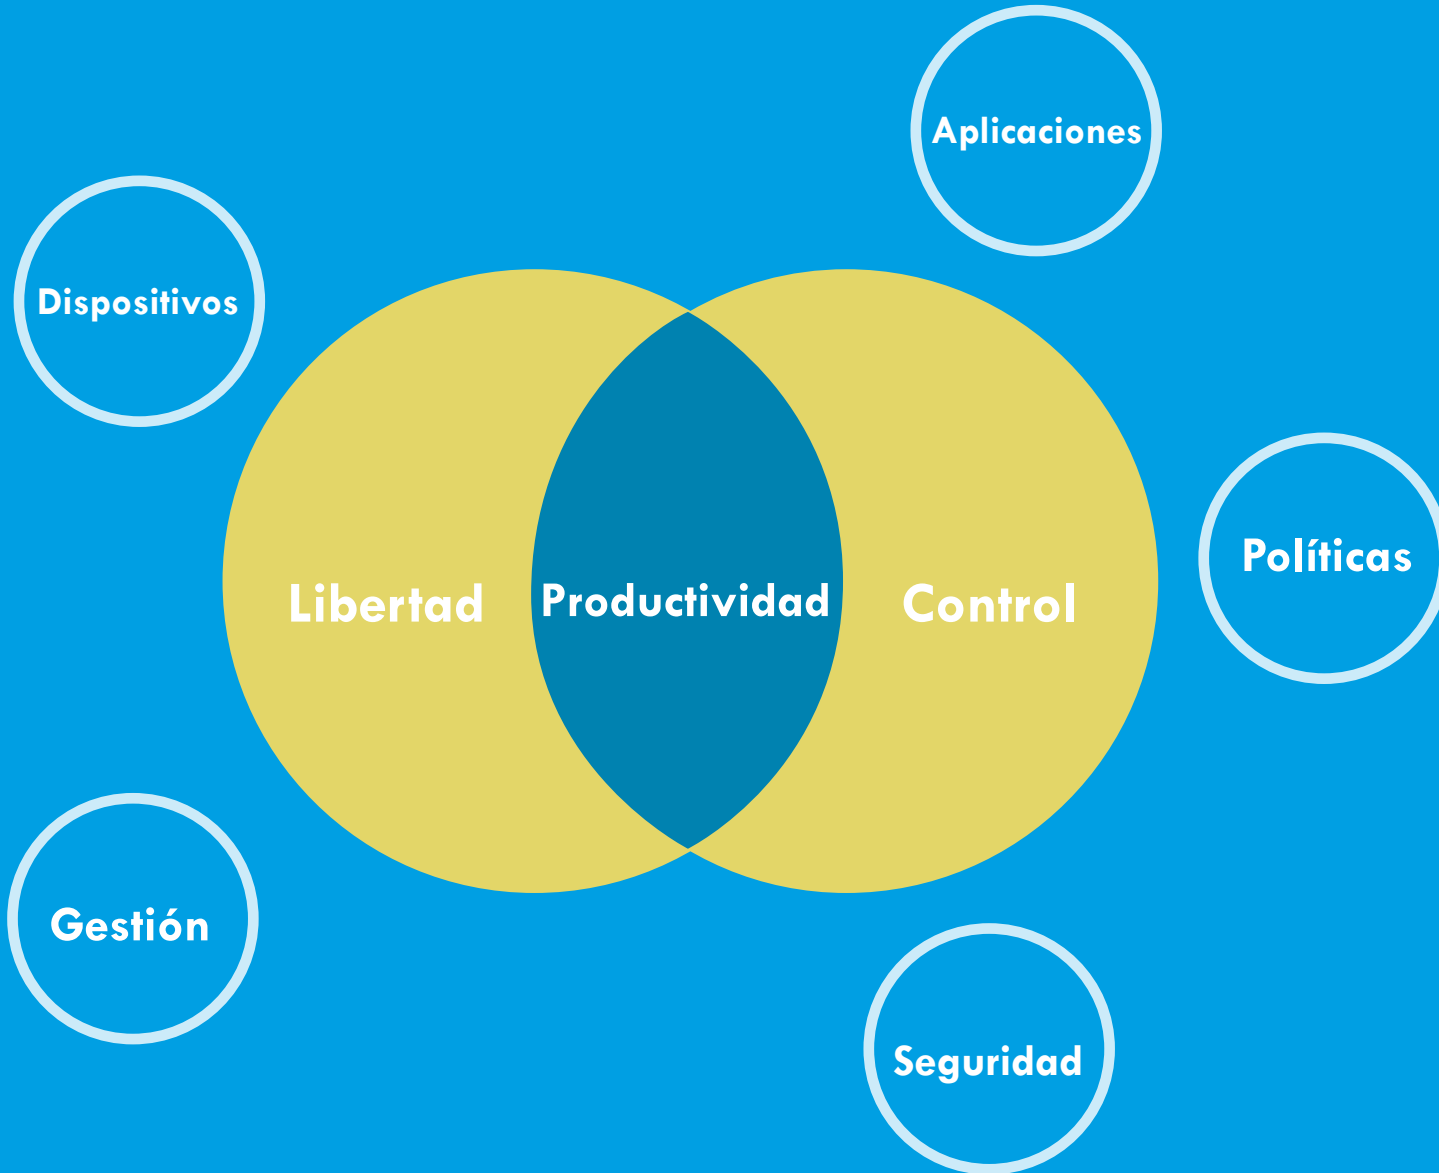 Aplicaciones
Dispositivos
Políticas
Libertad
Productividad
Control
Gestión
Seguridad